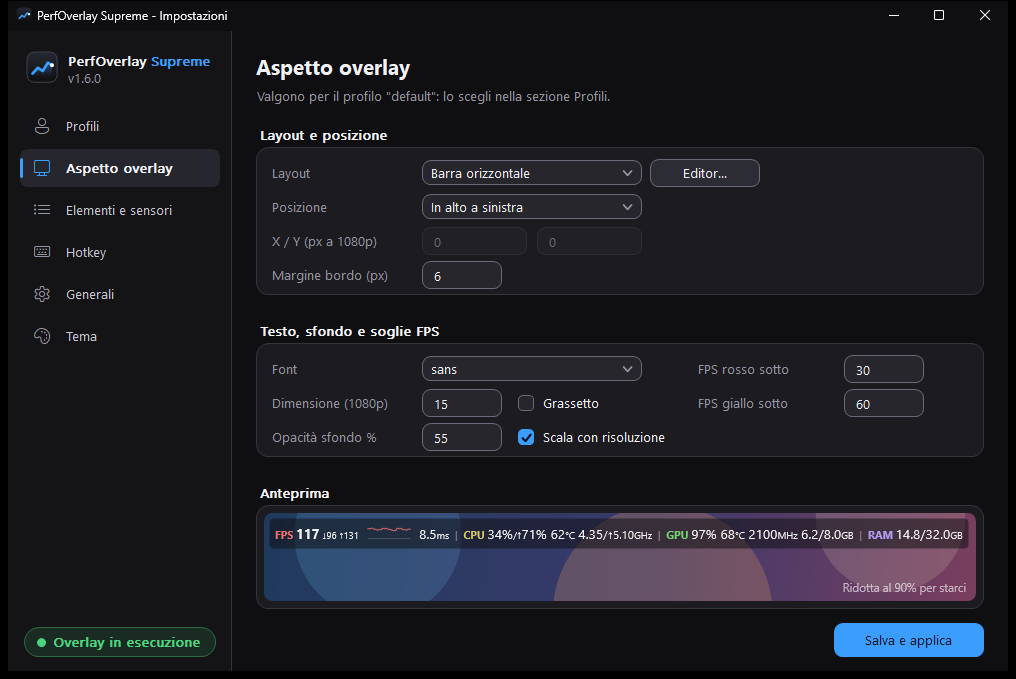 PerfOverlay Supreme - Impostazioni
PerfOverlay Supreme
v1.6.0
Profili
Aspetto overlay
Elementi e sensori
Hotkey
Generali
Tema
Overlay in esecuzione
Aspetto overlay
Valgono per il profilo "default": lo scegli nella sezione Profili.
Layout e posizione
Layout Barra orizzontale Editor...
Posizione In alto a sinistra
X / Y (px a 1080p) 0 0
Margine bordo (px) 6
Testo, sfondo e soglie FPS
Font sans FPS rosso sotto 30
Dimensione (1080p) 15 Grassetto FPS giallo sotto 60
Opacità sfondo % 55 Scala con risoluzione
Anteprima
FPS 117 ↓96 ↑131 8.5ms | CPU 34%/↑71% 62°C 4.35/↑5.10GHz | GPU 97% 68°C 2100MHz 6.2/8.0GB | RAM 14.8/32.0GB
Ridotta al 90% per starci
Salva e applica